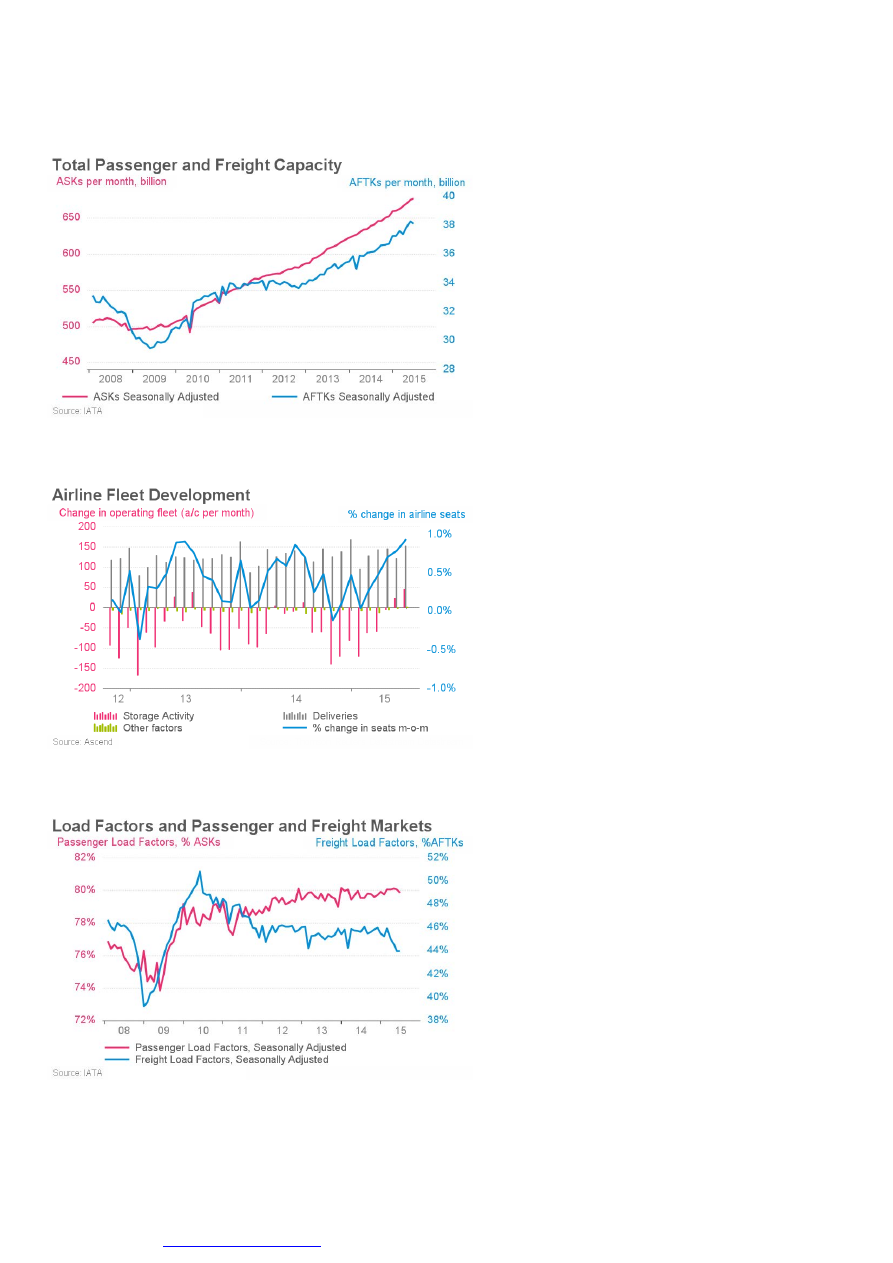 Total Passenger and Freight Capacity
ASKs per month, billion AFTKs per month, billion
40
650 38
600 36
34
550 32
500 30
450 28
2008 2009 2010 2011 2012 2013 2014 2015
ASKs Seasonally Adjusted AFTKs Seasonally Adjusted
Source: IATA
Airline Fleet Development
Change in operating fleet (a/c per month) % change in airline seats
200
150 1.0%
100 0.5%
50
0 0.0%
-50
-100 -0.5%
-150
-200 -1.0%
12 13 14 15
Storage Activity Deliveries
Other factors % change in seats m-o-m
Source: Ascend
Load Factors and Passenger and Freight Markets
Passenger Load Factors, % ASKs Freight Load Factors, %AFTKs
82% 52%
80% 50%
48%
78% 46%
76% 44%
74% 42%
40%
72% 38%
08 09 10 11 12 13 14 15
Passenger Load Factors, Seasonally Adjusted
Freight Load Factors, Seasonally Adjusted
Source: IATA